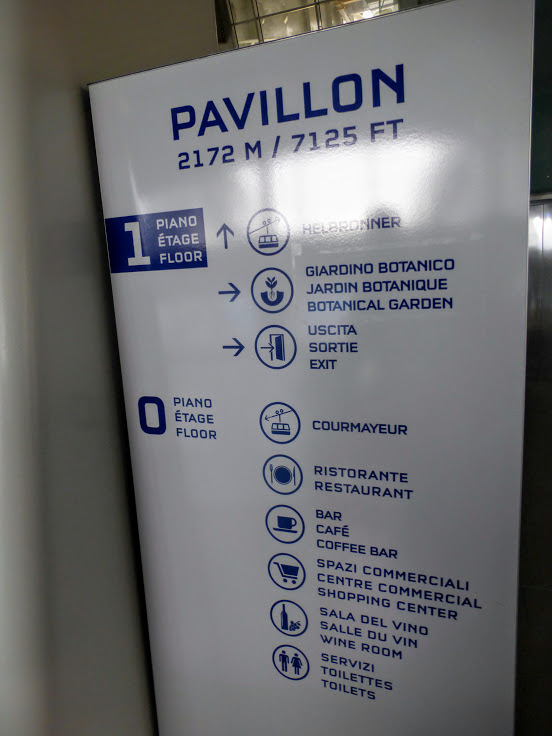 PAVILLON
2172 M / 7125 FT
1 PIANO
ÉTAGE
FLOOR
HELBRONNER
GIARDINO BOTANICO
JARDIN BOTANIQUE
BOTANICAL GARDEN
USCITA
SORTIE
EXIT
0 PIANO
ÉTAGE
FLOOR
COURMAYEUR
RISTORANTE
RESTAURANT
BAR
CAFÉ
COFFEE BAR
SPAZI COMMERCIALI
CENTRE COMMERCIAL
SHOPPING CENTER
SALA DEL VINO
SALLE DU VIN
WINE ROOM
SERVIZI
TOILETTES
TOILETS